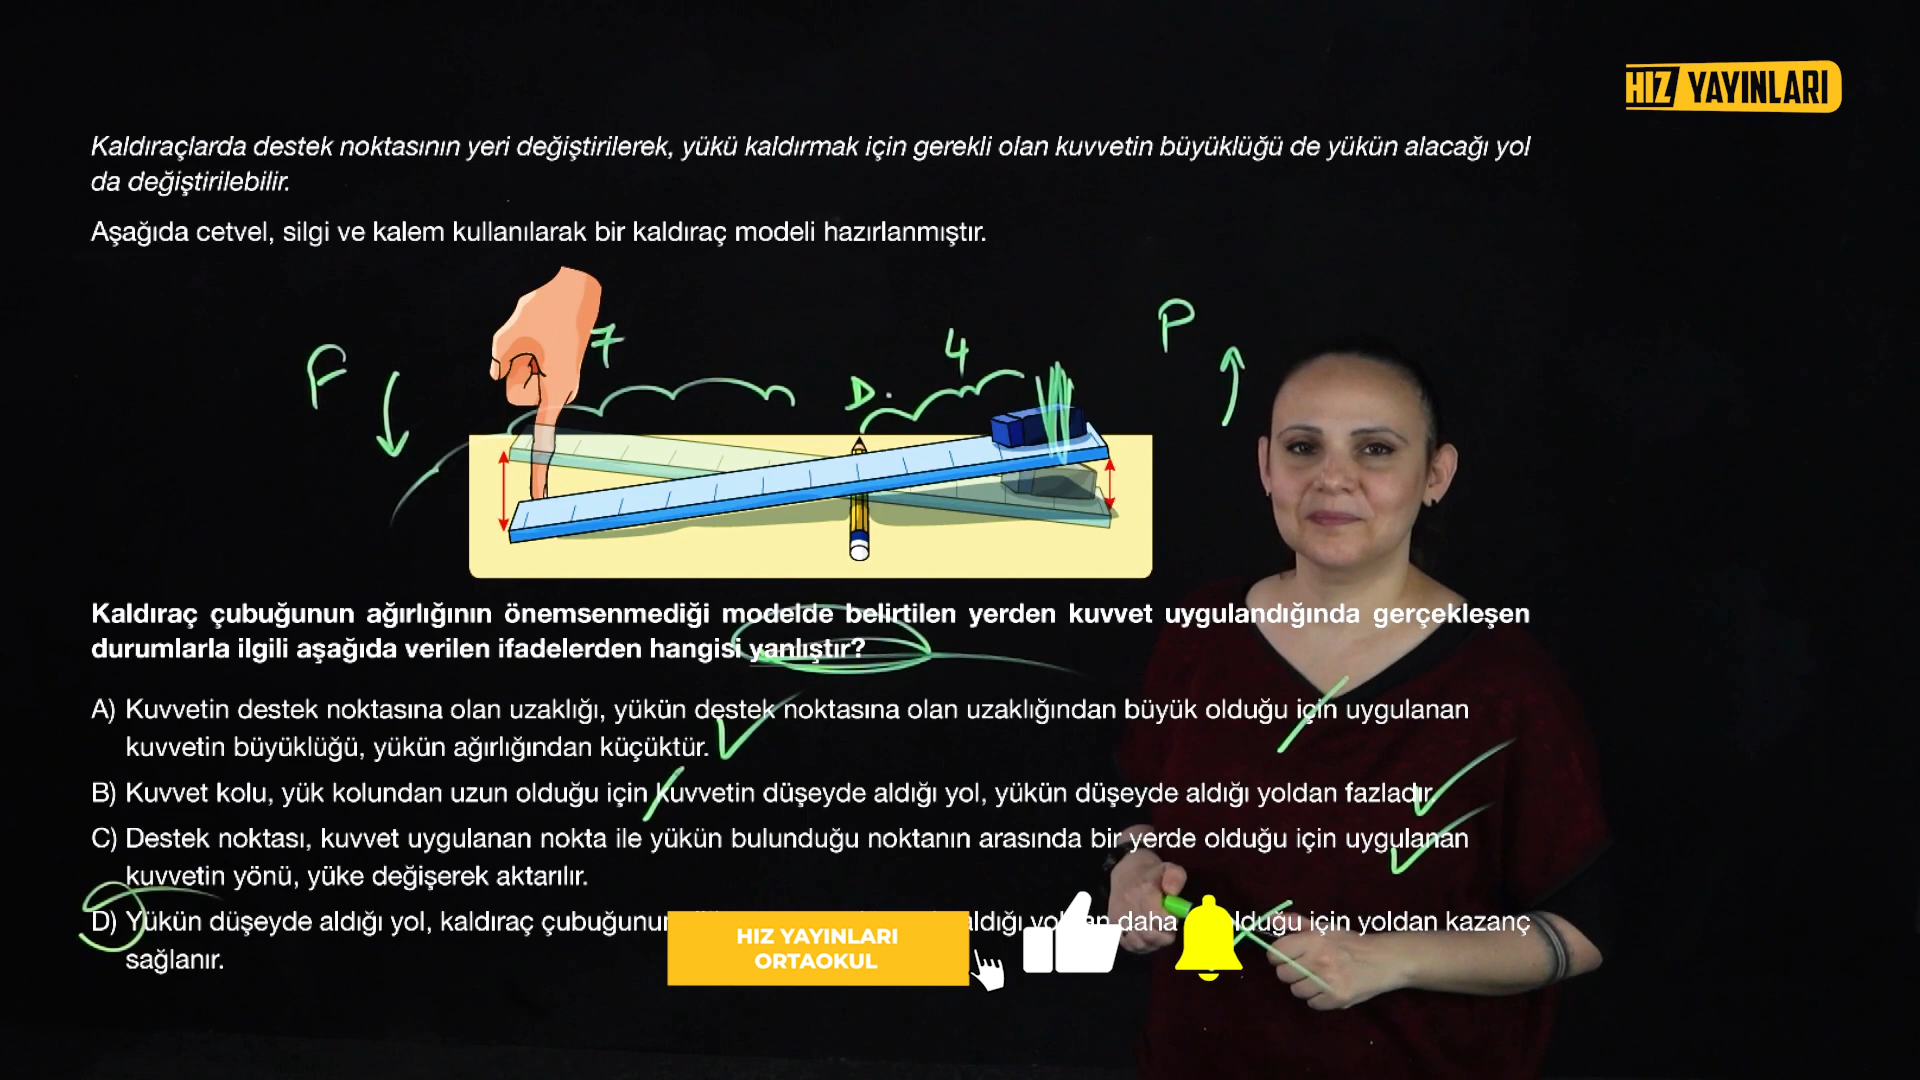 HIZ YAYINLARI
Kaldıraçlarda destek noktasının yeri değiştirilerek, yükü kaldırmak için gerekli olan kuvvetin büyüklüğü de yükün alacağı yol
da değiştirilebilir.
Aşağıda cetvel, silgi ve kalem kullanılarak bir kaldıraç modeli hazırlanmıştır.
F 7 D. 4 P
Kaldıraç çubuğunun ağırlığının önemsenmediği modelde belirtilen yerden kuvvet uygulandığında gerçekleşen
durumlarla ilgili aşağıda verilen ifadelerden hangisi yanlıştır?
A) Kuvvetin destek noktasına olan uzaklığı, yükün destek noktasına olan uzaklığından büyük olduğu için uygulanan
kuvvetin büyüklüğü, yükün ağırlığından küçüktür.
B) Kuvvet kolu, yük kolundan uzun olduğu için kuvvetin düşeyde aldığı yol, yükün düşeyde aldığı yoldan fazladır.
C) Destek noktası, kuvvet uygulanan nokta ile yükün bulunduğu noktanın arasında bir yerde olduğu için uygulanan
kuvvetin yönü, yüke değişerek aktarılır.
D) Yükün düşeyde aldığı yol, kaldıraç aldığı daha için yoldan kazanç
sağlanır.
HIZ YAYINLARI
ORTAOKUL